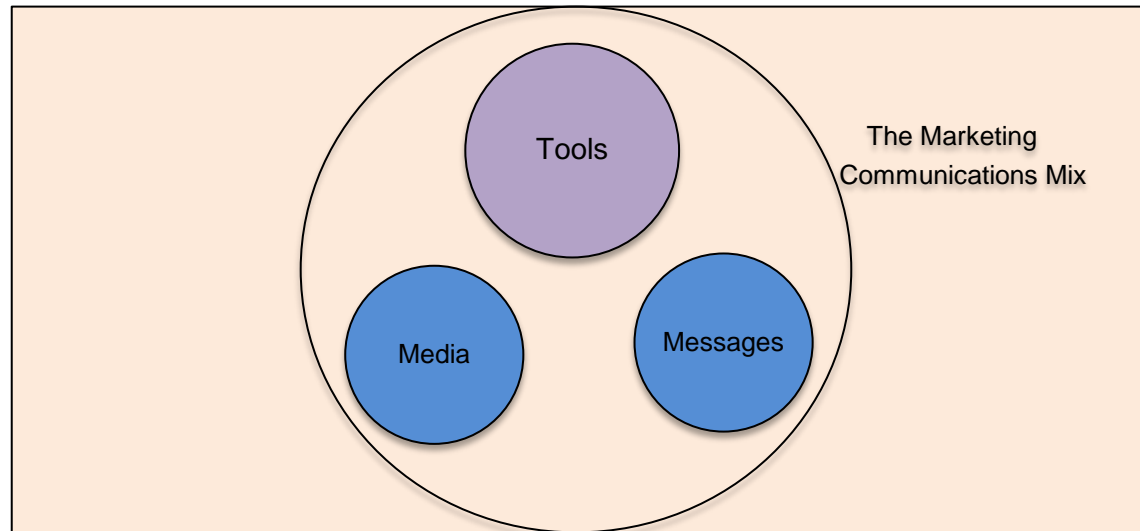 Tools
The Marketing
Communications Mix
Media
Messages